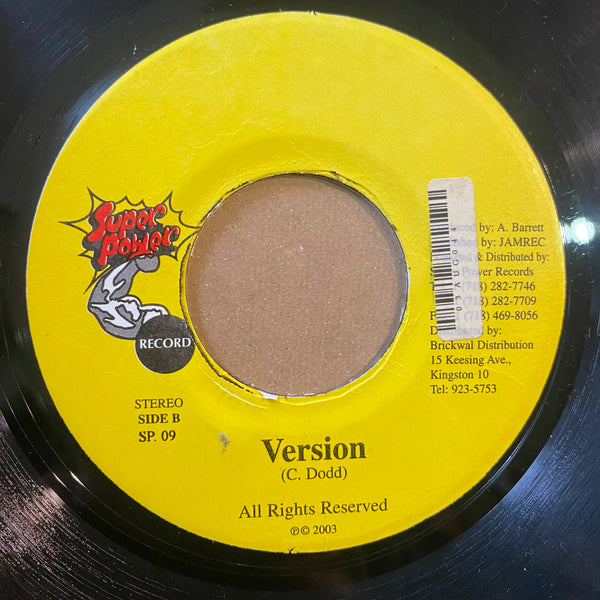 Super
Power
RECORD
STEREO
SIDE B
SP. 09
by: A. Barrett
by: JAMREC
& Distributed by:
Power Records
(718) 282-7746
(718) 282-7709
(718) 469-8056
Distributed by:
Brickwal Distribution
15 Keesing Ave.,
Kingston 10
Tel: 923-5753
Version
(C. Dodd)
All Rights Reserved
℗© 2003